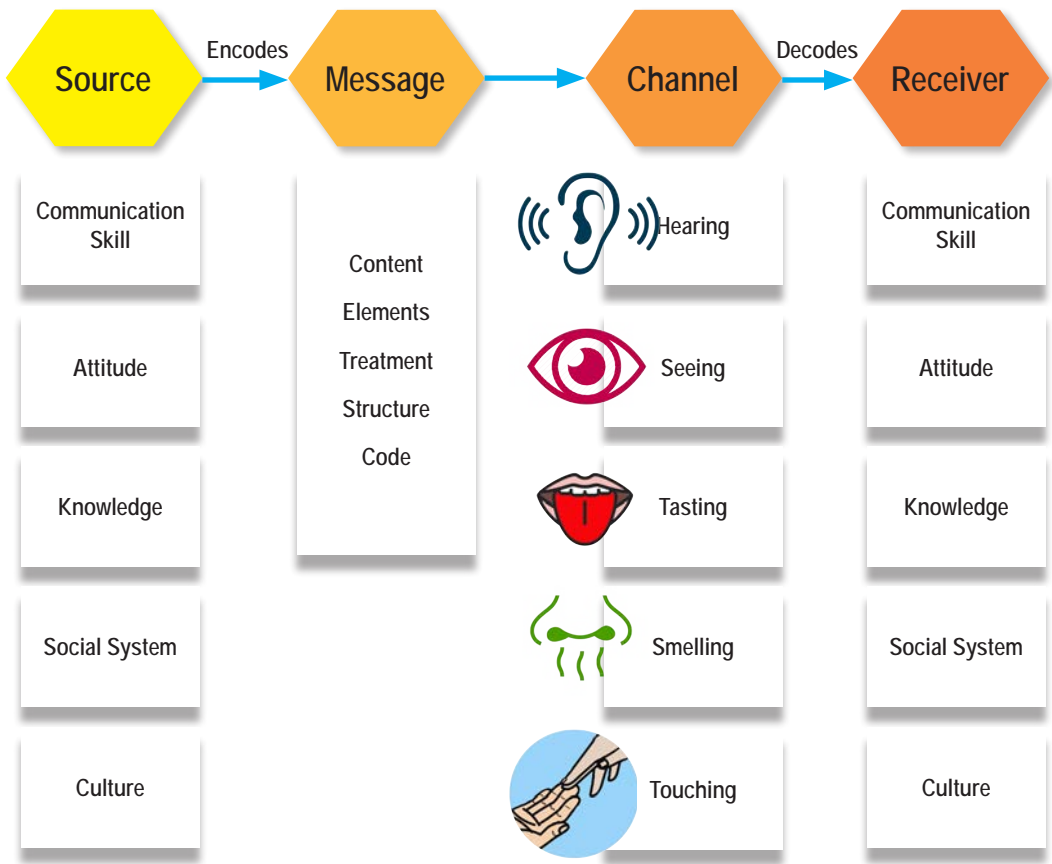 Source
Encodes
Message
Channel
Decodes
Receiver
Communication
Skill
Attitude
Knowledge
Social System
Culture
Content
Elements
Treatment
Structure
Code
Hearing
Seeing
Tasting
Smelling
Touching
Communication
Skill
Attitude
Knowledge
Social System
Culture